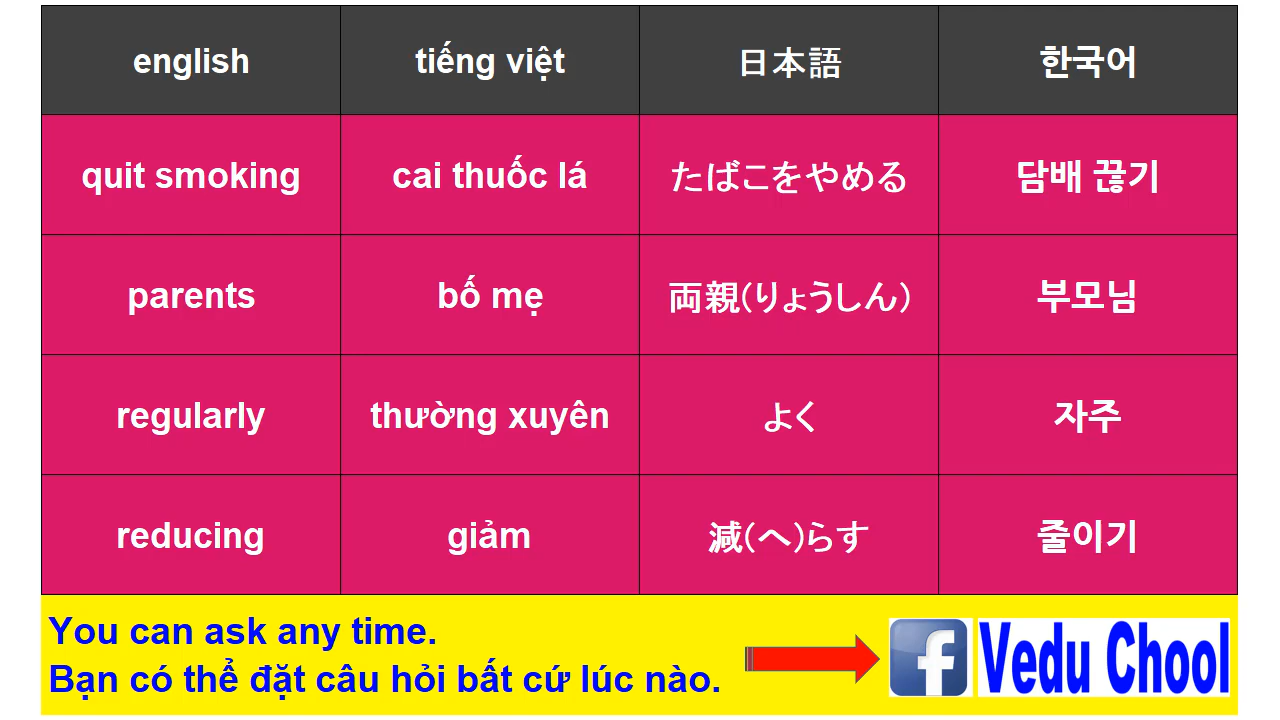 english tiếng việt 日本語 한국어
quit smoking cai thuốc lá たばこをやめる 담배 끊기
parents bố mẹ 両親(りょうしん) 부모님
regularly thường xuyên よく 자주
reducing giảm 減(へ)らす 줄이기
You can ask any time.
Bạn có thể đặt câu hỏi bất cứ lúc nào.
f Vedu Chool